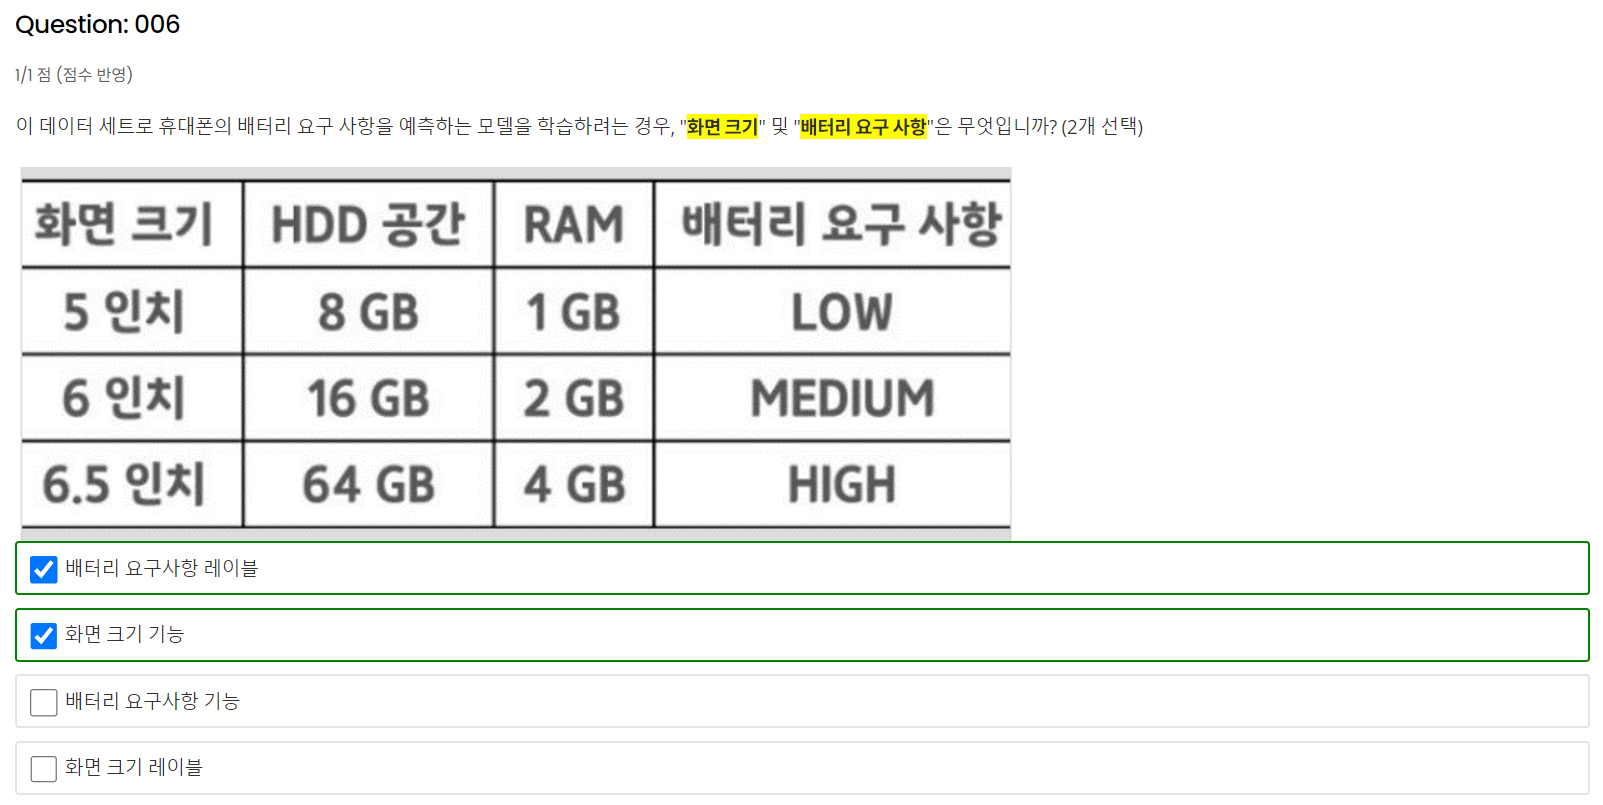 Question: 006
1/1 점 (점수 반영)
이 데이터 세트로 휴대폰의 배터리 요구 사항을 예측하는 모델을 학습하려는 경우, "화면 크기" 및 "배터리 요구 사항"은 무엇입니까? (2개 선택)
화면 크기 HDD 공간 RAM 배터리 요구 사항
5 인치 8 GB 1 GB LOW
6 인치 16 GB 2 GB MEDIUM
6.5 인치 64 GB 4 GB HIGH
배터리 요구사항 레이블
화면 크기 기능
배터리 요구사항 기능
화면 크기 레이블